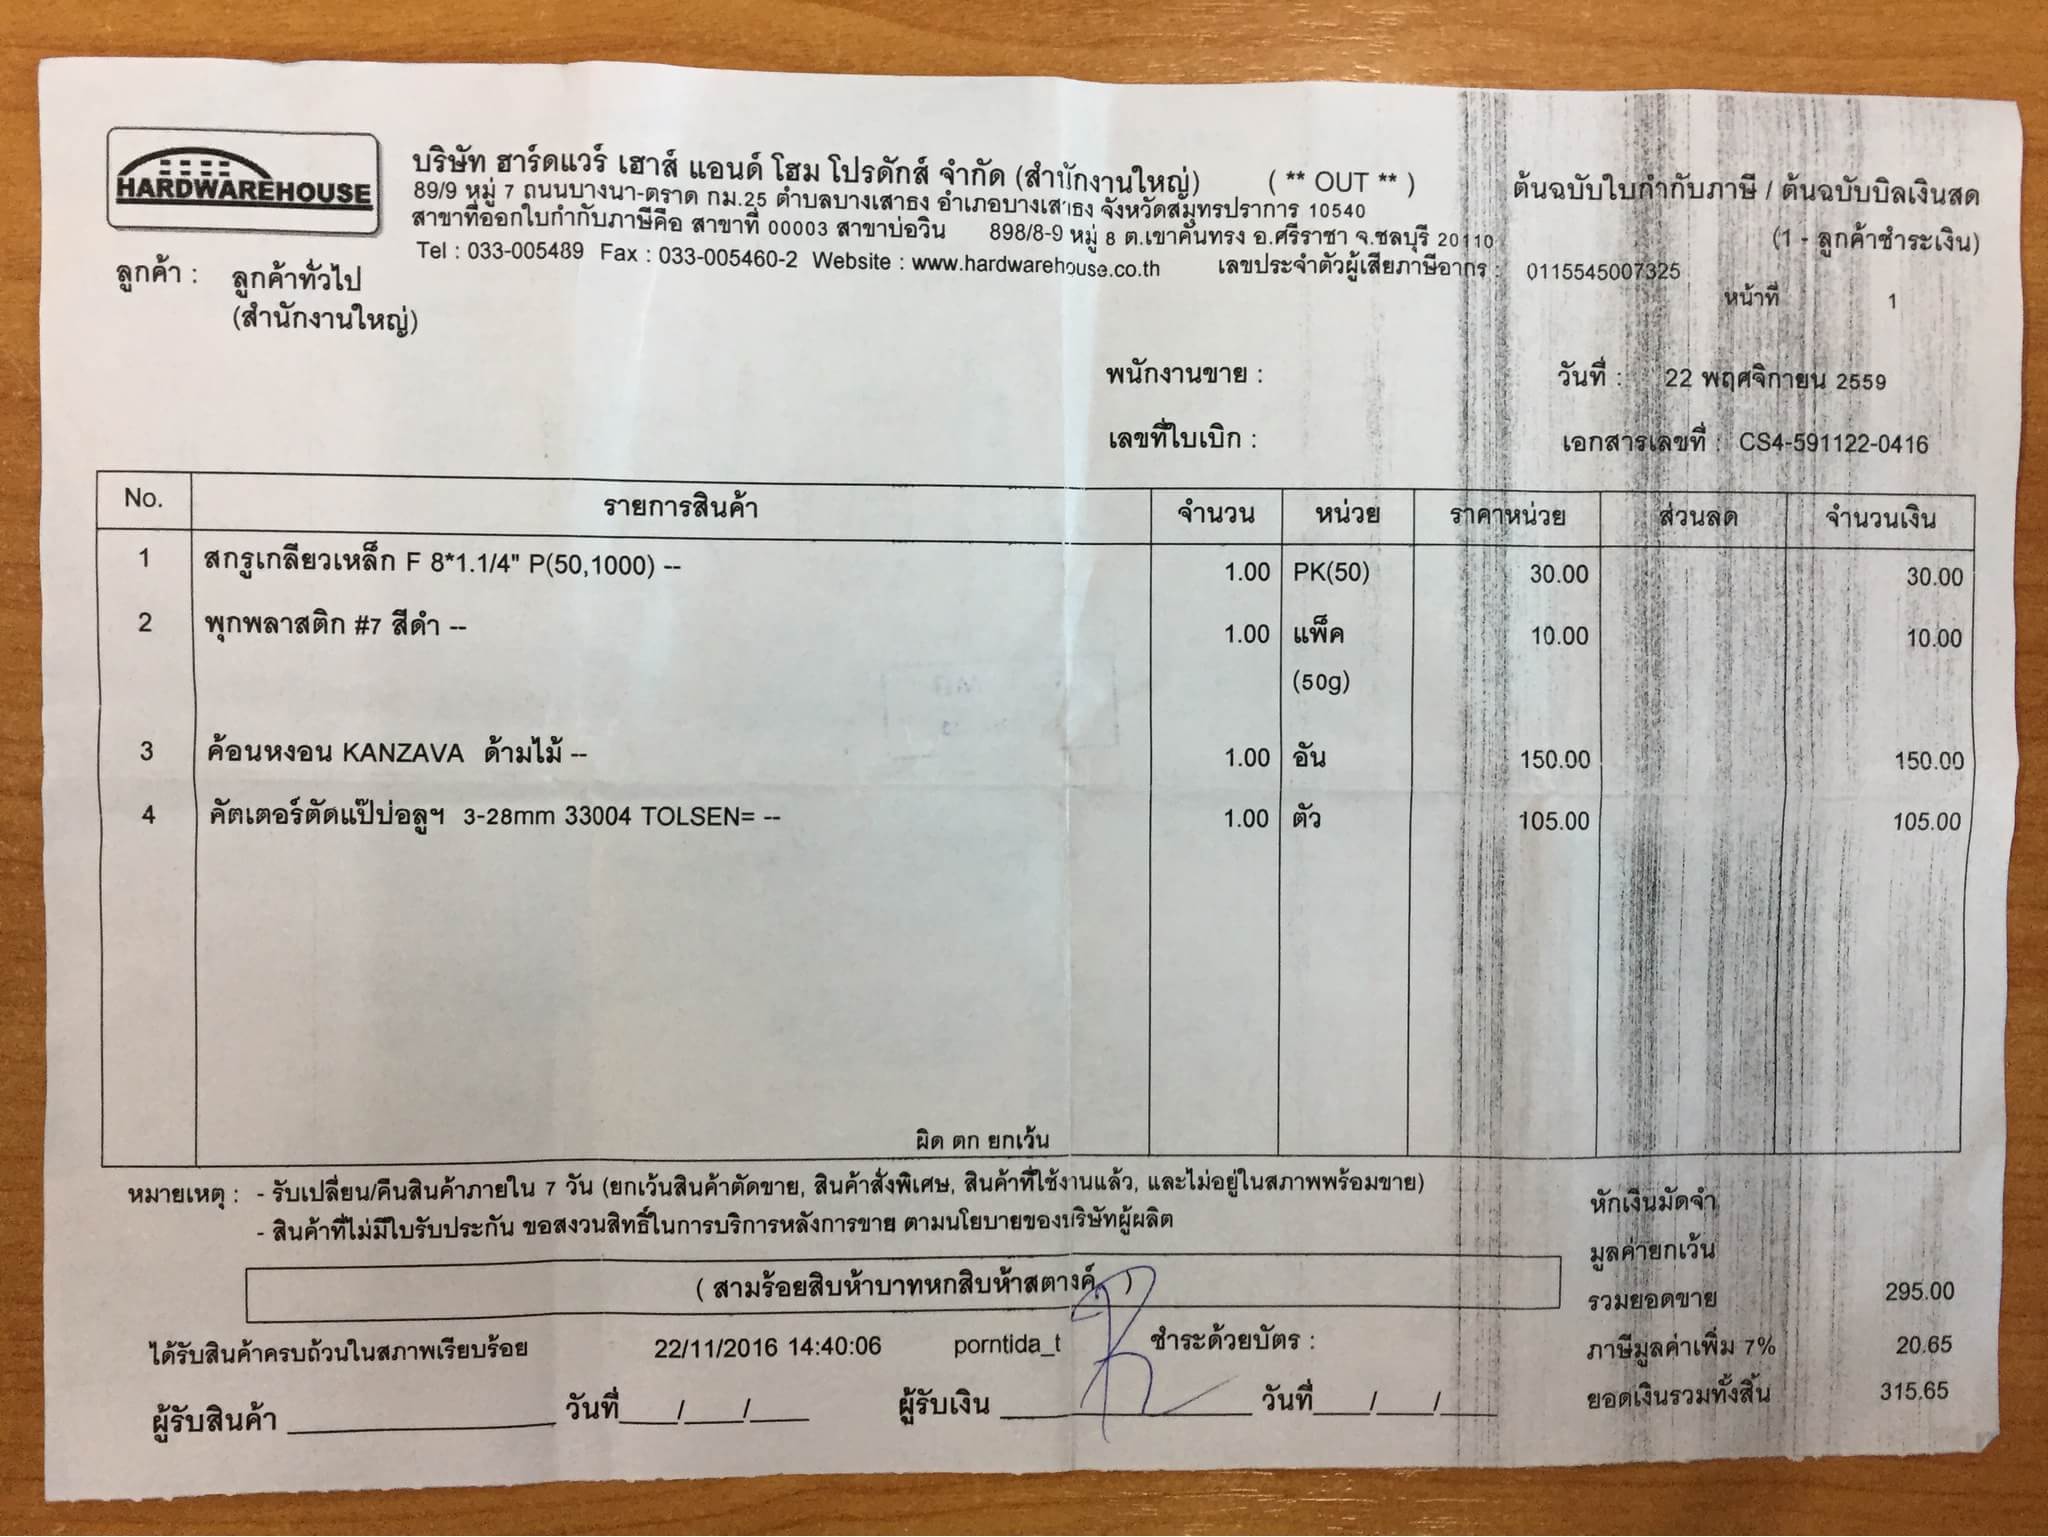 HARDWAREHOUSE
บริษัท ฮาร์ดแวร์ เฮาส์ แอนด์ โฮม โปรดักส์ จำกัด (สำนักงานใหญ่) ( ** OUT ** )
ต้นฉบับใบกำกับภาษี / ต้นฉบับบิลเงินสด
89/9 หมู่ 7 ถนนบางนา-ตราด กม.25 ตำบลบางเสาธง อำเภอบางเสาธง จังหวัดสมุทรปราการ 10540
สาขาที่ออกใบกำกับภาษีคือ สาขาที่ 00003 สาขาบ่อวิน 898/8-9 หมู่ 8 ต.เขาคันทรง อ.ศรีราชา จ.ชลบุรี 20110
(1 - ลูกค้าชำระเงิน)
Tel : 033-005489 Fax : 033-005460-2 Website : www.hardwarehouse.co.th เลขประจำตัวผู้เสียภาษีอากร : 0115545007325
หน้าที่ 1
ลูกค้า : ลูกค้าทั่วไป
(สำนักงานใหญ่)
พนักงานขาย : วันที่ : 22 พฤศจิกายน 2559
เลขที่ใบเบิก : เอกสารเลขที่ : CS4-591122-0416
No. รายการสินค้า จำนวน หน่วย ราคาหน่วย ส่วนลด จำนวนเงิน
1 สกรูเกลียวเหล็ก F 8*1.1/4" P(50,1000) -- 1.00 PK(50) 30.00 30.00
2 พุกพลาสติก #7 สีดำ -- 1.00 แพ็ค 10.00 10.00
(50g)
3 ค้อนหงอน KANZAVA ด้ามไม้ -- 1.00 อัน 150.00 150.00
4 คัตเตอร์ตัดแป๊บ่อลูฯ 3-28mm 33004 TOLSEN= -- 1.00 ตัว 105.00 105.00
ผิด ตก ยกเว้น
หมายเหตุ : - รับเปลี่ยน/คืนสินค้าภายใน 7 วัน (ยกเว้นสินค้าตัดขาย, สินค้าสั่งพิเศษ, สินค้าที่ใช้งานแล้ว, และไม่อยู่ในสภาพพร้อมขาย)
- สินค้าที่ไม่มีใบรับประกัน ขอสงวนสิทธิ์ในการบริการหลังการขาย ตามนโยบายของบริษัทผู้ผลิต
หักเงินมัดจำ
มูลค่ายกเว้น
( สามร้อยสิบห้าบาทหกสิบห้าสตางค์ )
รวมยอดขาย 295.00
ได้รับสินค้าครบถ้วนในสภาพเรียบร้อย 22/11/2016 14:40:06 porntida_t ชำระด้วยบัตร :
ภาษีมูลค่าเพิ่ม 7% 20.65
ผู้รับสินค้า วันที่ / / ผู้รับเงิน วันที่ / /
ยอดเงินรวมทั้งสิ้น 315.65